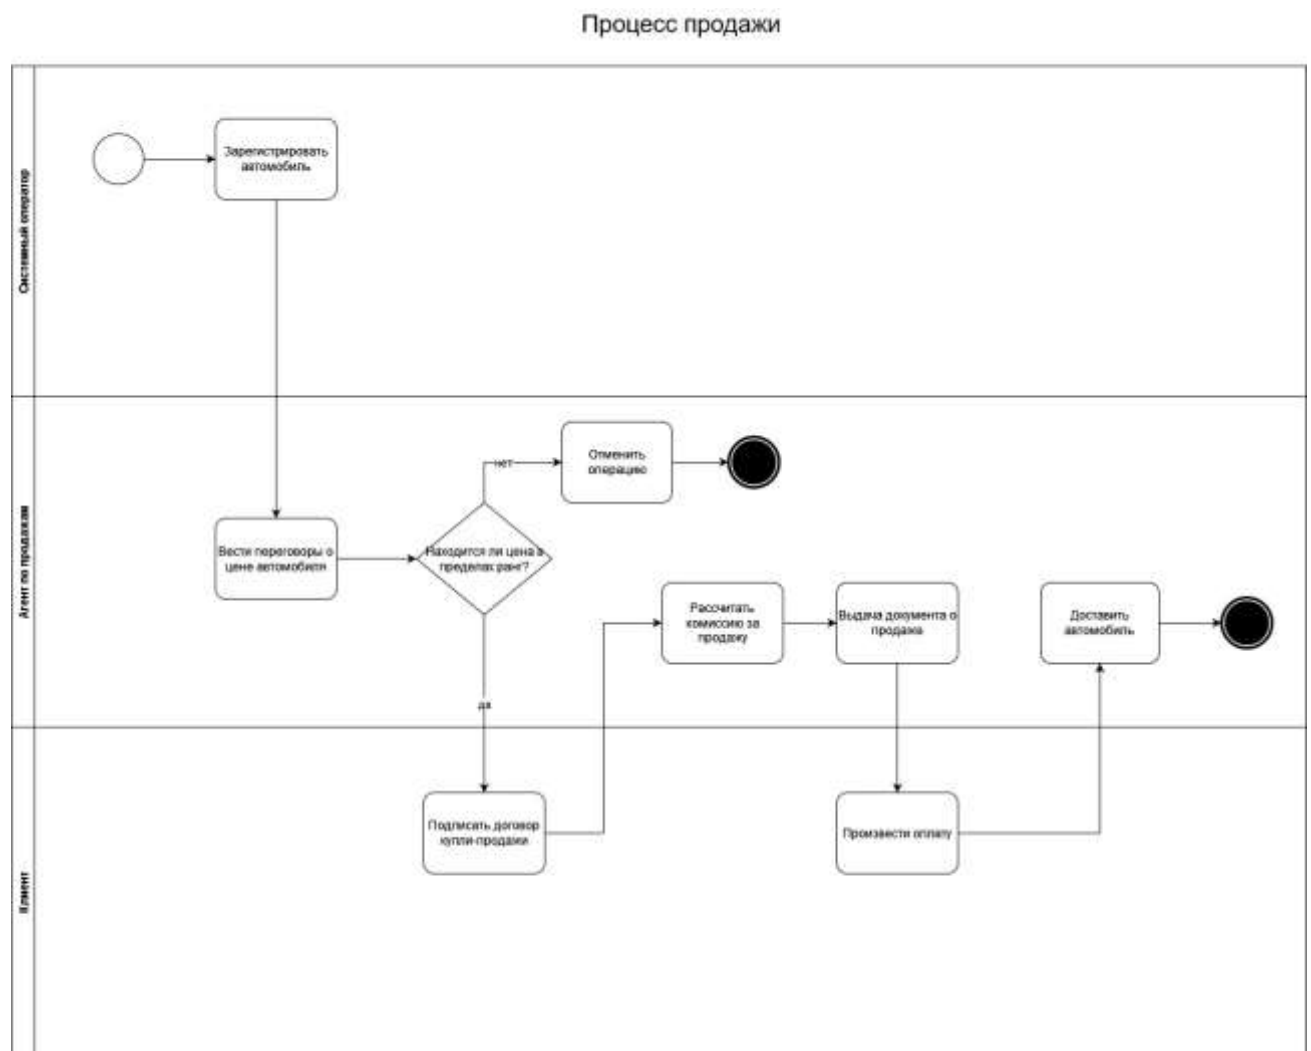 Процесс продажи
Системный оператор
Зарегистрировать
автомобиль
Агент по продажам
Отменить
операцию
нет
Вести переговоры о
цене автомобиля
Находится ли цена в
пределах ранг?
Рассчитать
комиссию за
продажу
Выдача документа о
продаже
Доставить
автомобиль
да
Клиент
Подписать договор
купли-продажи
Произвести оплату